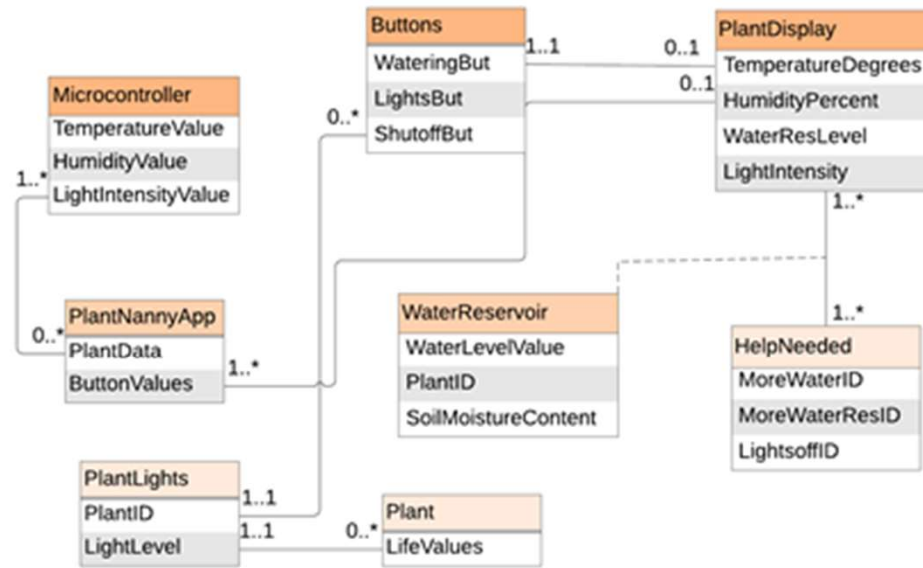 Buttons
WateringBut
LightsBut
ShutoffBut
1..1
0..1
0..1
0..*
PlantDisplay
TemperatureDegrees
HumidityPercent
WaterResLevel
LightIntensity
1..*
Microcontroller
TemperatureValue
HumidityValue
LightIntensityValue
1..*
PlantNannyApp
PlantData
ButtonValues
0..*
1..*
WaterReservoir
WaterLevelValue
PlantID
SoilMoistureContent
1..*
HelpNeeded
MoreWaterID
MoreWaterResID
LightsoffID
PlantLights
PlantID
LightLevel
1..1
1..1
0..*
Plant
LifeValues